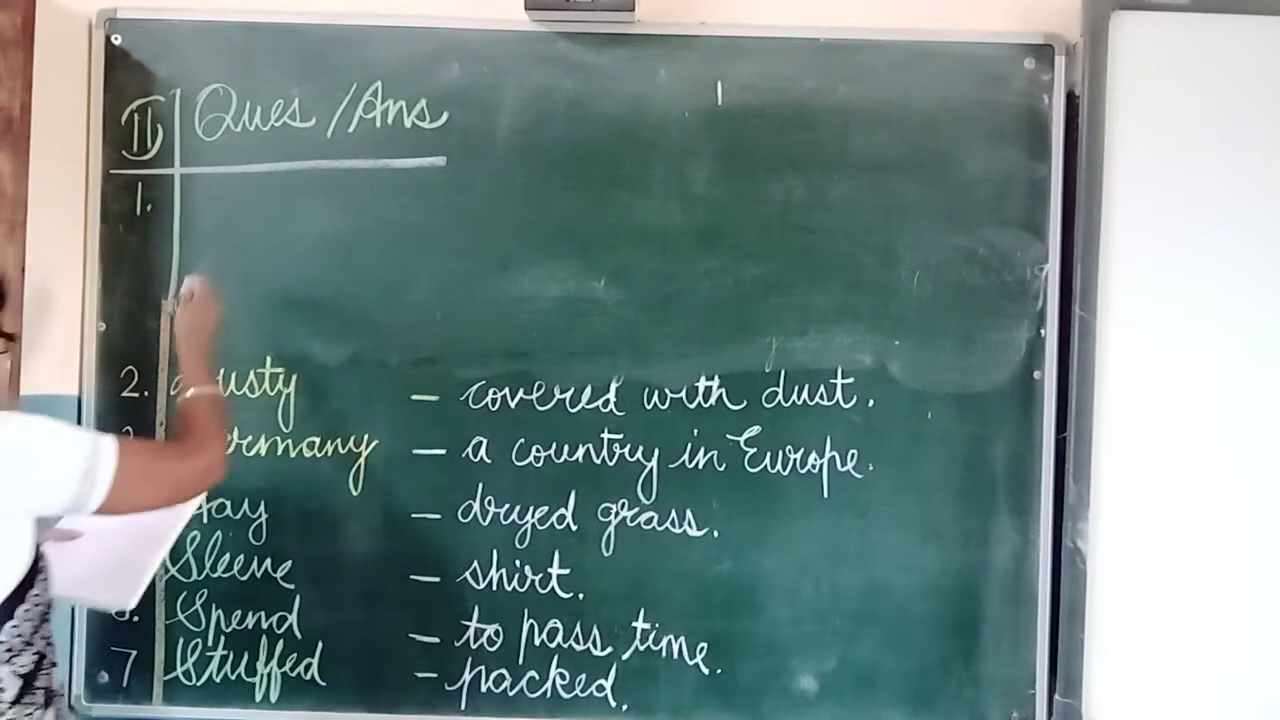 II Ques / Ans
1.
2. dusty - covered with dust.
Germany - a country in Europe.
Hay - dryed grass.
Sleeve - shirt.
Spend - to pass time.
7 Stuffed - packed.